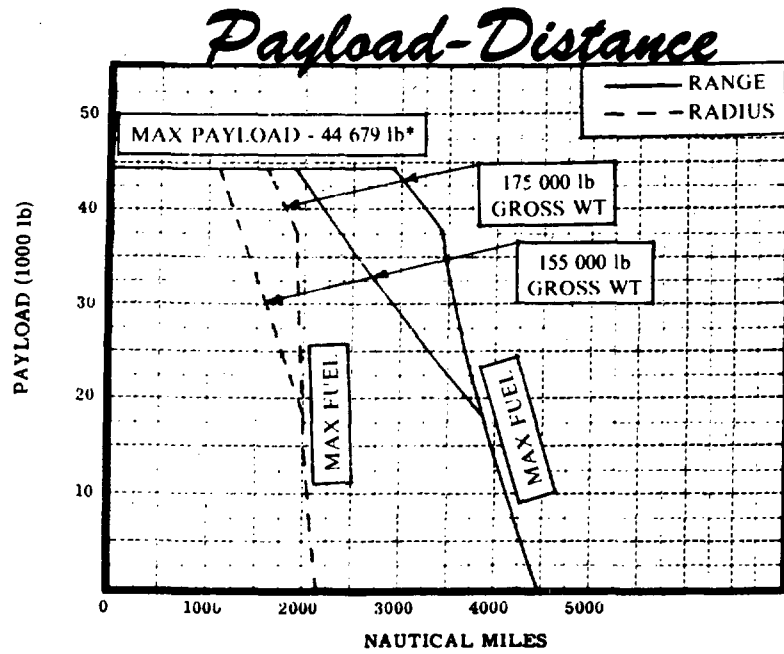 Payload-Distance
RANGE
RADIUS
MAX PAYLOAD - 44 679 lb*
175 000 lb
GROSS WT
155 000 lb
GROSS WT
MAX FUEL
MAX FUEL
PAYLOAD (1000 lb)
50
40
30
20
10
0
1000
2000
3000
4000
5000
NAUTICAL MILES